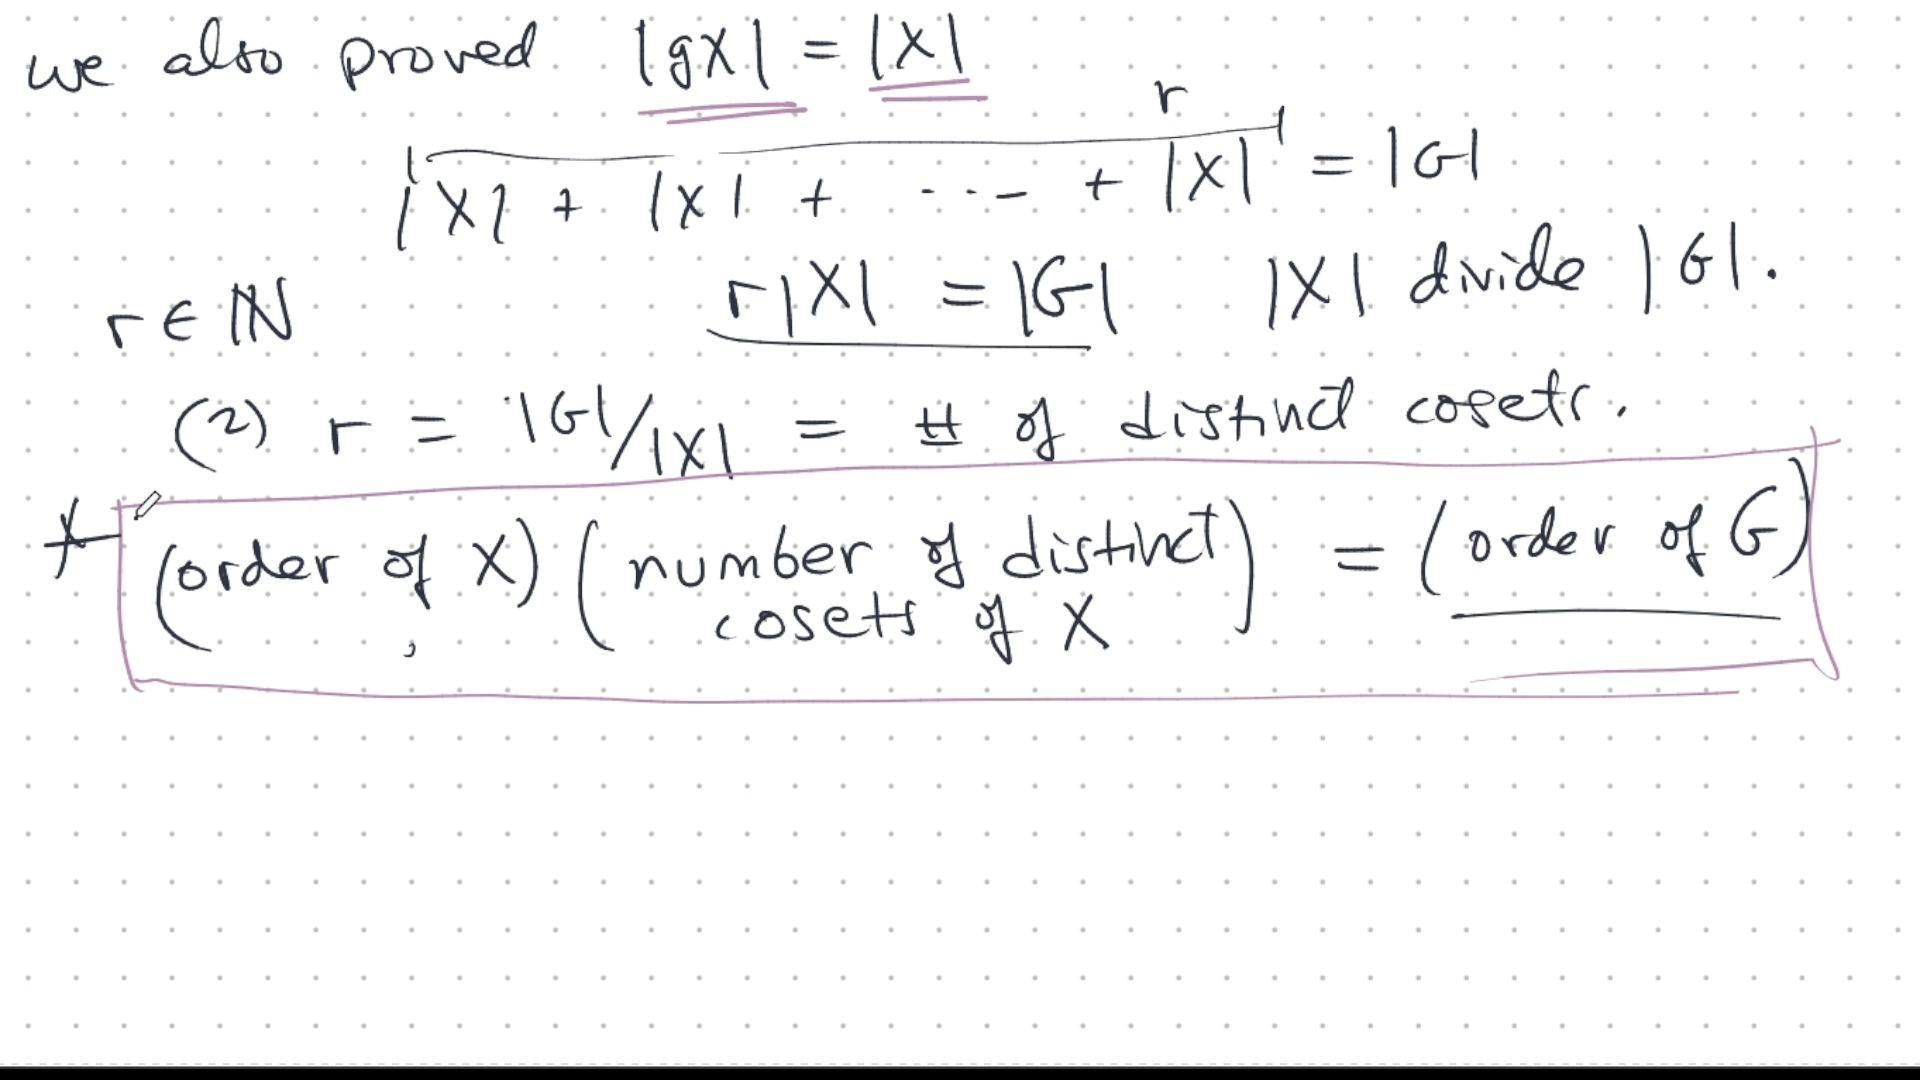 we also proved |gX| = |X|
r
|X| + |X| + ... + |X| = |G|
r ∈ ℕ r|X| = |G| |X| divide |G|.
(2) r = |G|/|X| = # of distinct cosets.
* (order of X) (number of distinct cosets of X) = (order of G)